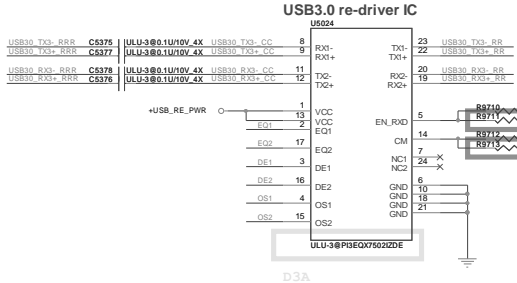 USB3.0 re-driver IC
U5024
USB30_TX3-_RRR C5375 ULU-3@0.1U/10V_4X USB30_TX3-_CC 8 RX1- TX1- 23 USB30_TX3-_RR
USB30_TX3+_RRR C5377 ULU-3@0.1U/10V_4X USB30_TX3+_CC 9 RX1+ TX1+ 22 USB30_TX3+_RR
USB30_RX3-_RRR C5378 ULU-3@0.1U/10V_4X USB30_RX3-_CC 11 TX2- RX2- 20 USB30_RX3-_RR
USB30_RX3+_RRR C5376 ULU-3@0.1U/10V_4X USB30_RX3+_CC 12 TX2+ RX2+ 19 USB30_RX3+_RR
+USB_RE_PWR 1 VCC
13 VCC EN_RXD 5 R9710
R9711
EQ1 2 EQ1
CM 14 R9712
R9713
EQ2 17 EQ2
NC1 7
DE1 3 DE1 NC2 24
DE2 16 DE2 GND 6
GND 10
OS1 4 OS1 GND 18
GND 21
OS2 15 OS2
ULU-3@PI3EQX7502IZDE
D3A